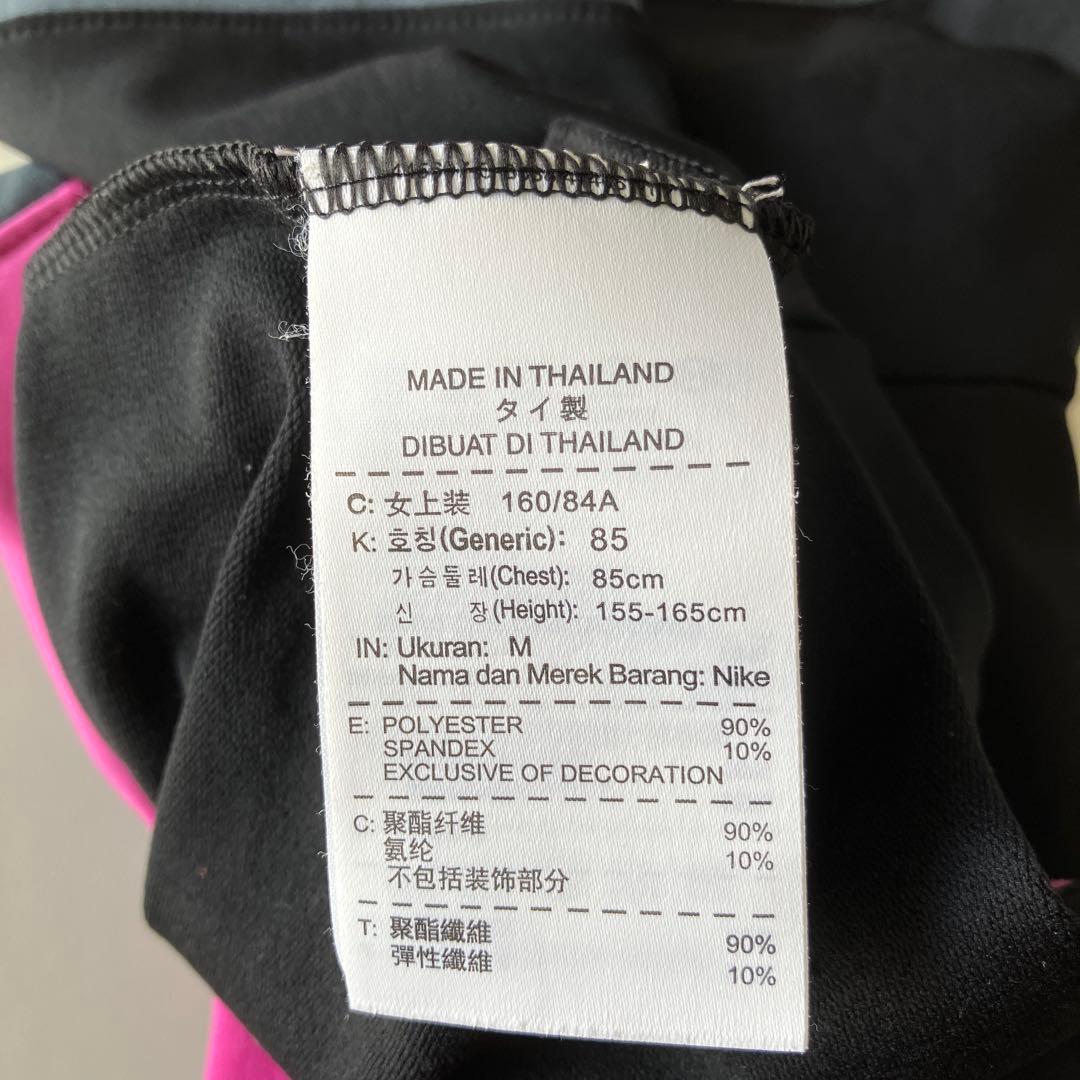 MADE IN THAILAND
タイ製
DIBUAT DI THAILAND
C: 女上装 160/84A
K: 호칭(Generic): 85
가슴둘레(Chest): 85cm
신 장(Height): 155-165cm
IN: Ukuran: M
Nama dan Merek Barang: Nike
E: POLYESTER 90%
SPANDEX 10%
EXCLUSIVE OF DECORATION
C: 聚酯纤维 90%
氨纶 10%
不包括装饰部分
T: 聚酯纖維 90%
彈性纖維 10%